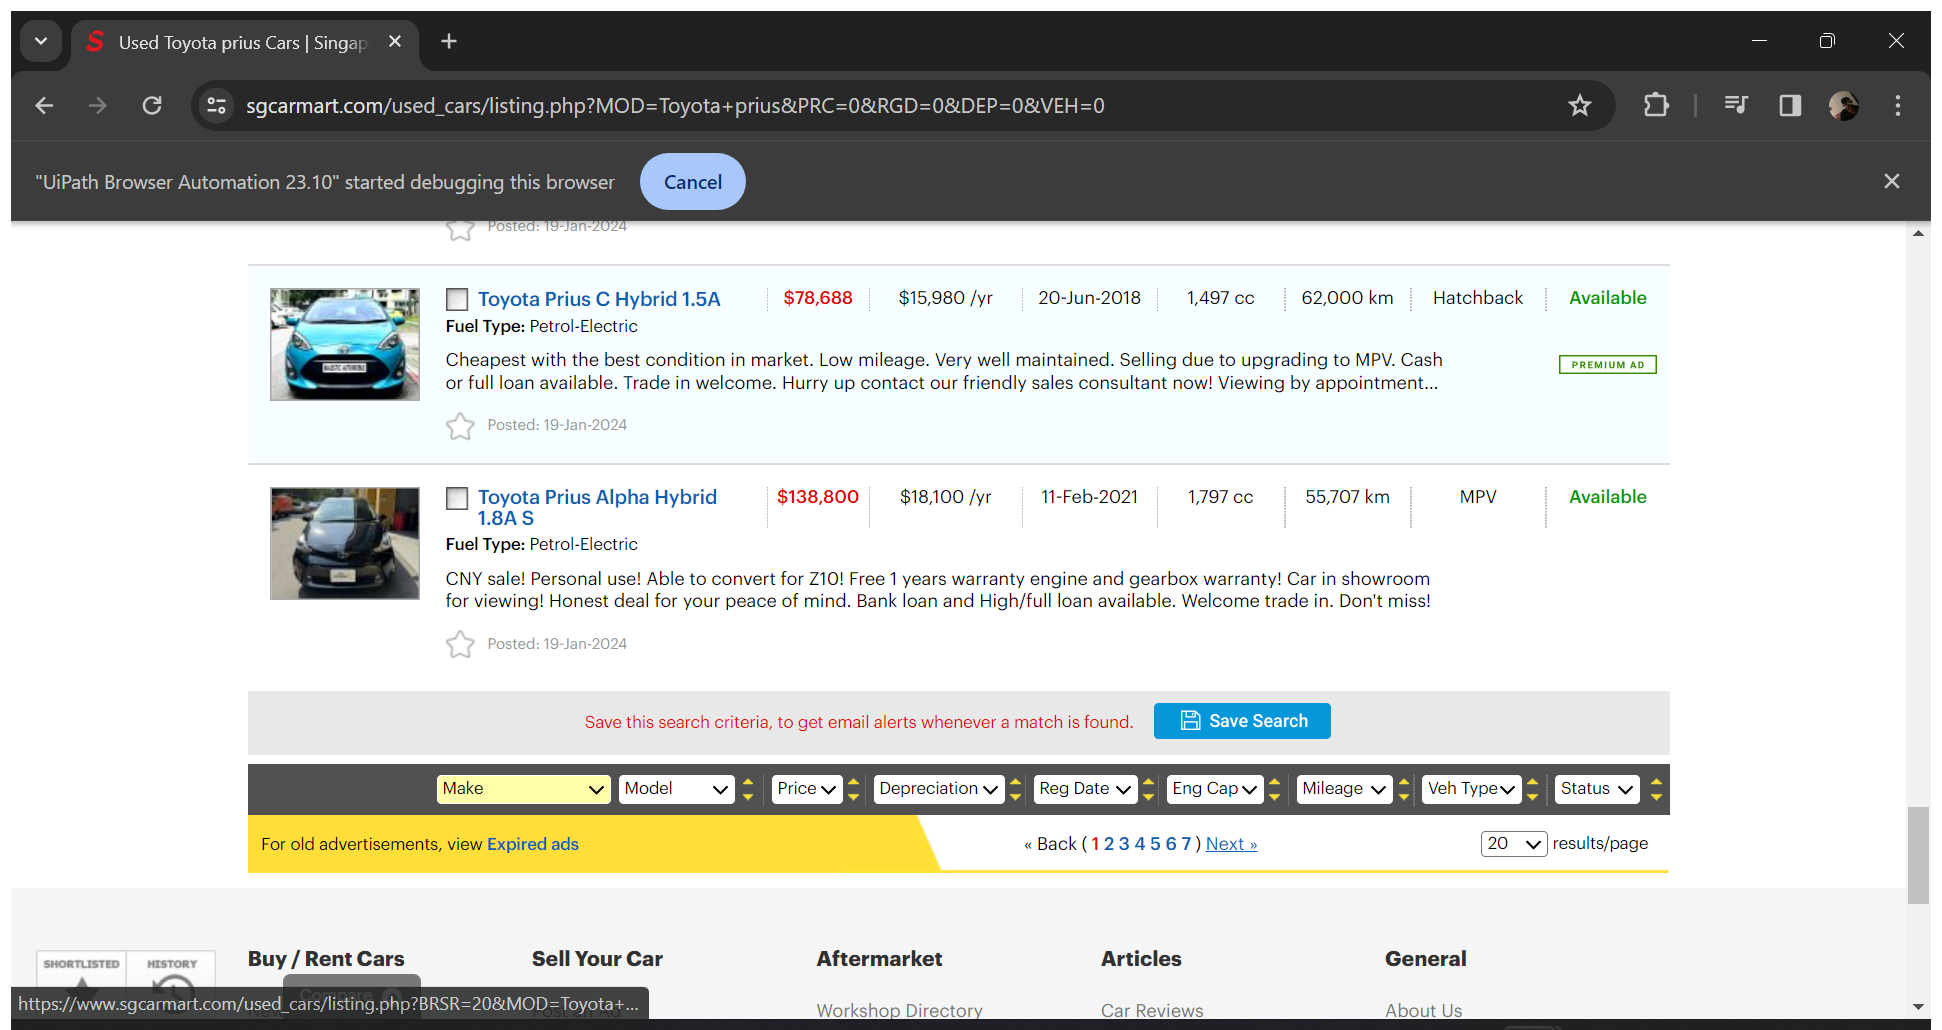 Used Toyota prius Cars | Singap
sgcarmart.com/used_cars/listing.php?MOD=Toyota+prius&PRC=0&RGD=0&DEP=0&VEH=0
"UiPath Browser Automation 23.10" started debugging this browser
Cancel
Posted: 19-Jan-2024
Toyota Prius C Hybrid 1.5A $78,688 $15,980 /yr 20-Jun-2018 1,497 cc 62,000 km Hatchback Available
Fuel Type: Petrol-Electric
Cheapest with the best condition in market. Low mileage. Very well maintained. Selling due to upgrading to MPV. Cash
PREMIUM AD
or full loan available. Trade in welcome. Hurry up contact our friendly sales consultant now! Viewing by appointment...
Posted: 19-Jan-2024
Toyota Prius Alpha Hybrid $138,800 $18,100 /yr 11-Feb-2021 1,797 cc 55,707 km MPV Available
1.8A S
Fuel Type: Petrol-Electric
CNY sale! Personal use! Able to convert for Z10! Free 1 years warranty engine and gearbox warranty! Car in showroom
for viewing! Honest deal for your peace of mind. Bank loan and High/full loan available. Welcome trade in. Don't miss!
Posted: 19-Jan-2024
Save this search criteria, to get email alerts whenever a match is found. Save Search
Make Model Price Depreciation Reg Date Eng Cap Mileage Veh Type Status
For old advertisements, view Expired ads « Back ( 1 2 3 4 5 6 7 ) Next » 20 results/page
SHORTLISTED HISTORY Buy / Rent Cars Sell Your Car Aftermarket Articles General
Compare
https://www.sgcarmart.com/used_cars/listing.php?BRSR=20&MOD=Toyota+...
Workshop Directory Car Reviews About Us